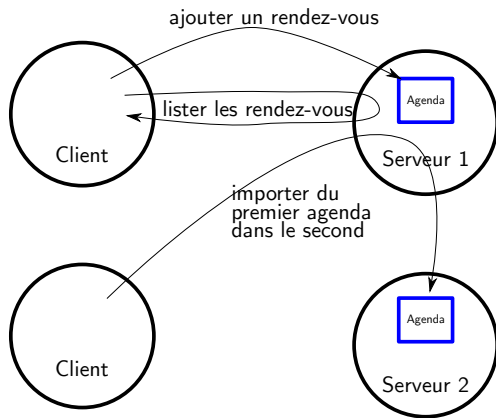 ajouter un rendez-vous
Agenda
lister les rendez-vous
Client
Serveur 1
importer du
premier agenda
dans le second
Agenda
Client
Serveur 2